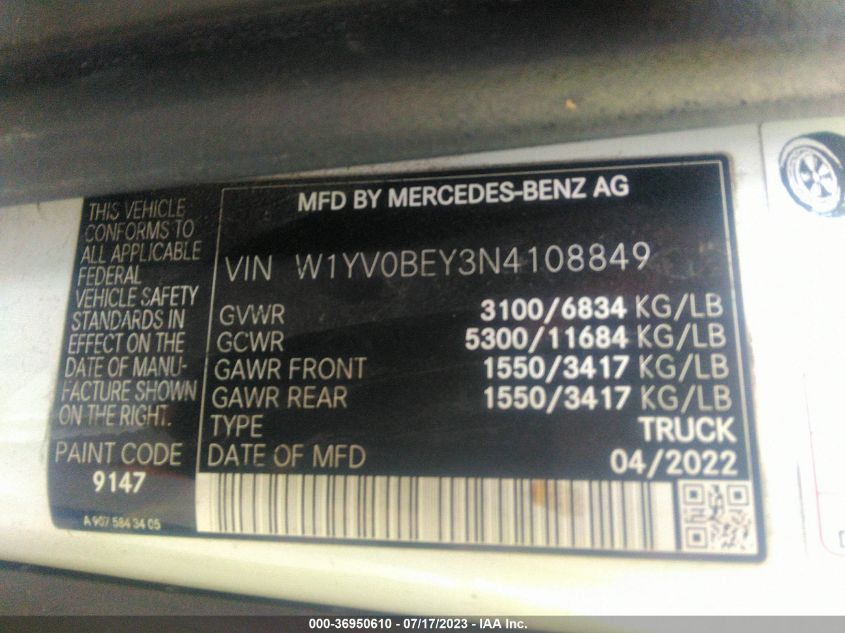 THIS VEHICLE
CONFORMS TO
ALL APPLICABLE
FEDERAL
VEHICLE SAFETY
STANDARDS IN
EFFECT ON THE
DATE OF MANU-
FACTURE SHOWN
ON THE RIGHT.
PAINT CODE
9147
A 907 584 34 05
MFD BY MERCEDES-BENZ AG
VIN W1YV0BEY3N4108849
GVWR 3100/6834 KG/LB
GCWR 5300/11684 KG/LB
GAWR FRONT 1550/3417 KG/LB
GAWR REAR 1550/3417 KG/LB
TYPE TRUCK
DATE OF MFD 04/2022
000-36950610 - 07/17/2023 - IAA Inc.